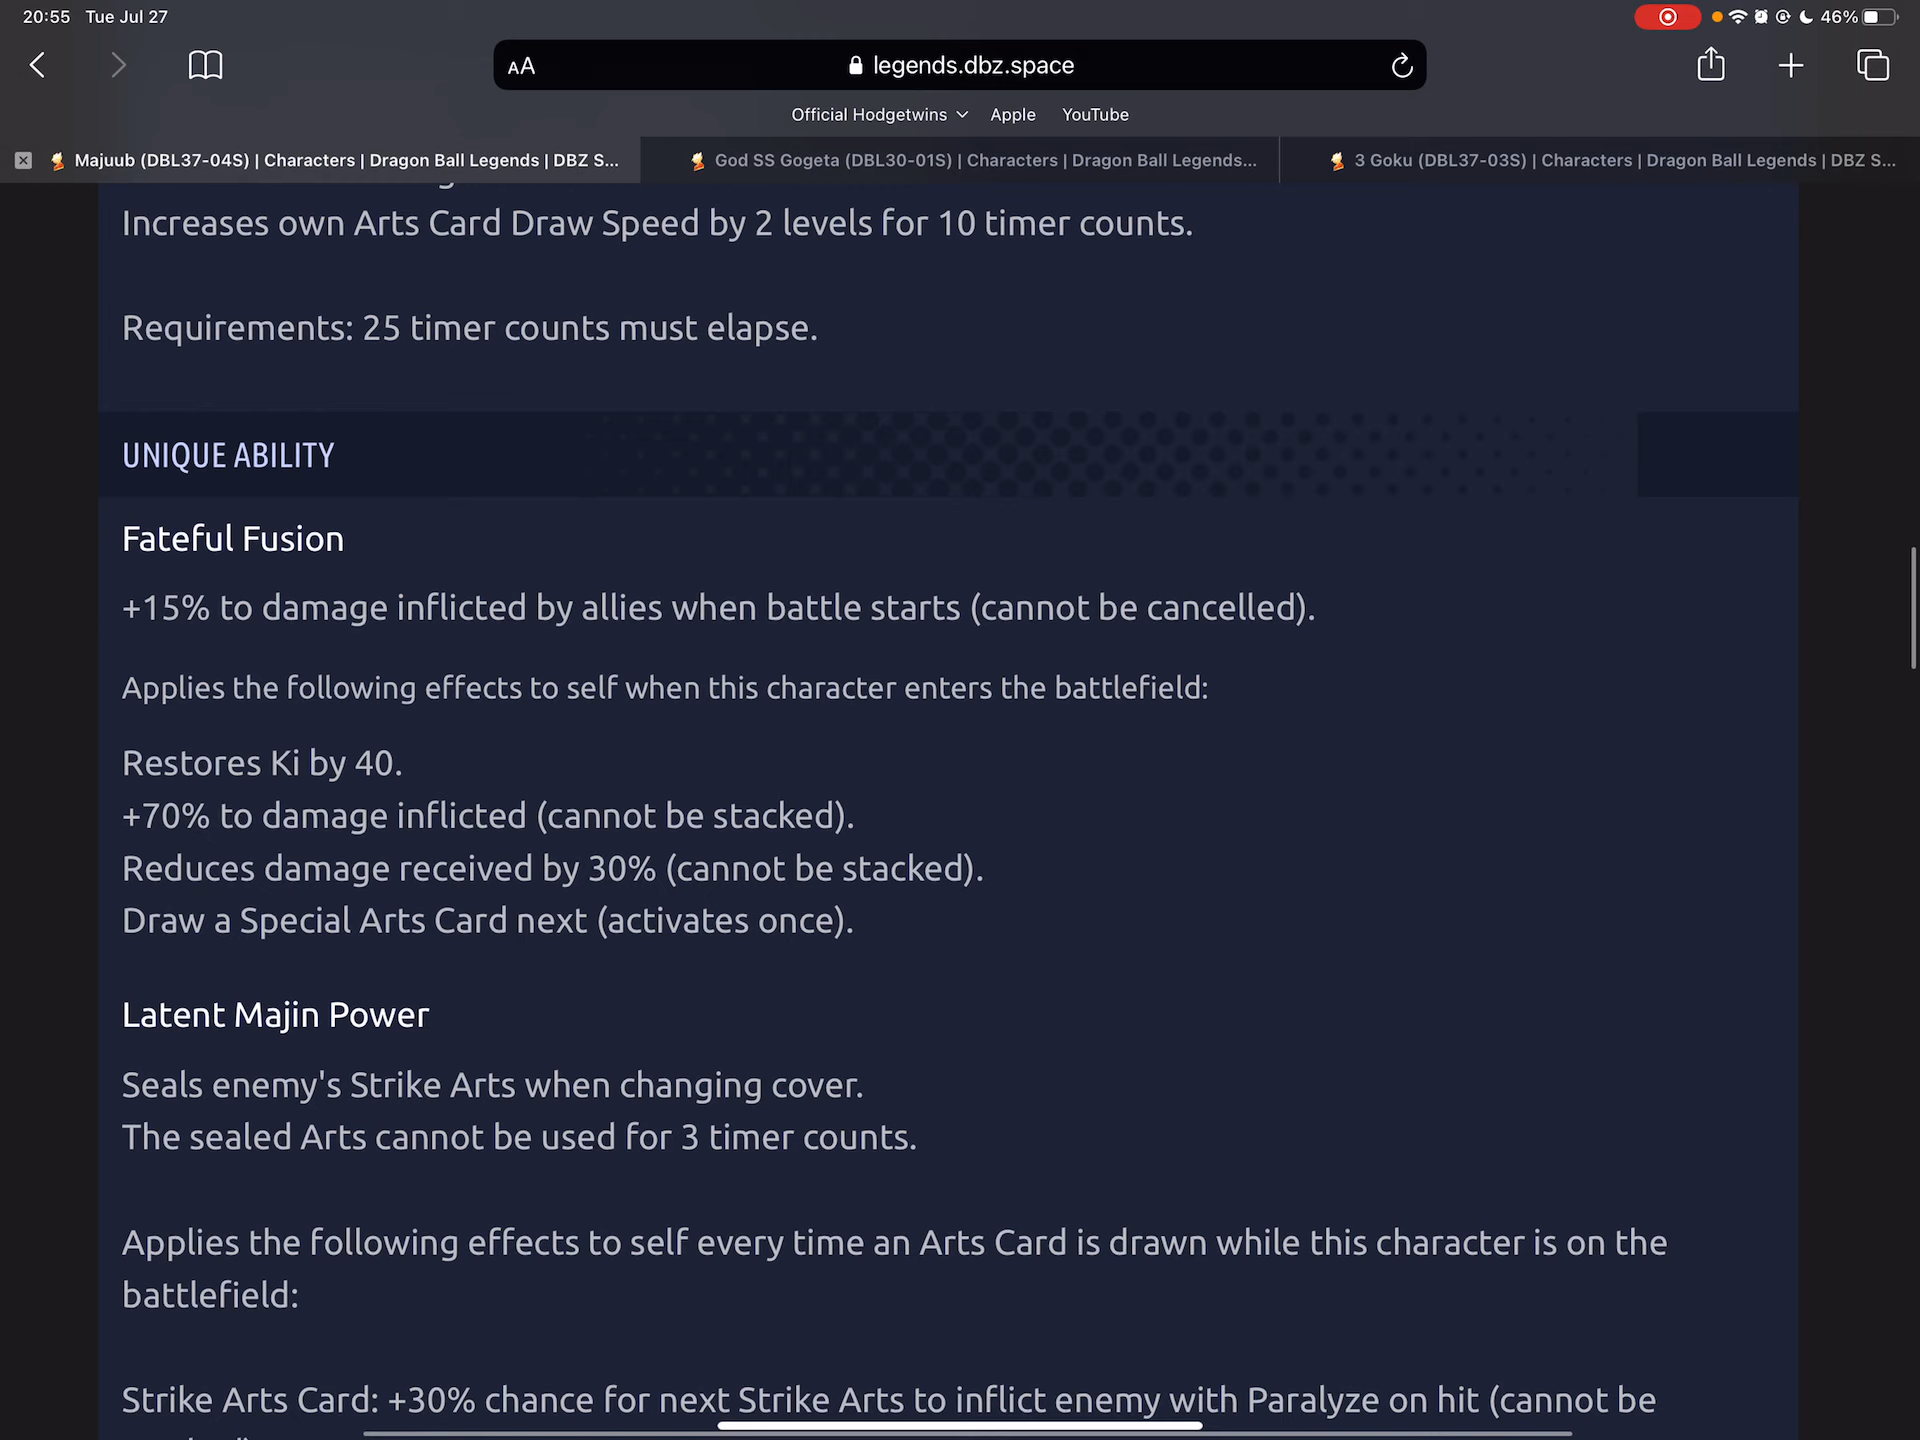 20:55 Tue Jul 27
46%
AA legends.dbz.space
Official Hodgetwins Apple YouTube
Majuub (DBL37-04S) | Characters | Dragon Ball Legends | DBZ S...
God SS Gogeta (DBL30-01S) | Characters | Dragon Ball Legends...
3 Goku (DBL37-03S) | Characters | Dragon Ball Legends | DBZ S...
Increases own Arts Card Draw Speed by 2 levels for 10 timer counts.
Requirements: 25 timer counts must elapse.
UNIQUE ABILITY
Fateful Fusion
+15% to damage inflicted by allies when battle starts (cannot be cancelled).
Applies the following effects to self when this character enters the battlefield:
Restores Ki by 40.
+70% to damage inflicted (cannot be stacked).
Reduces damage received by 30% (cannot be stacked).
Draw a Special Arts Card next (activates once).
Latent Majin Power
Seals enemy's Strike Arts when changing cover.
The sealed Arts cannot be used for 3 timer counts.
Applies the following effects to self every time an Arts Card is drawn while this character is on the
battlefield:
Strike Arts Card: +30% chance for next Strike Arts to inflict enemy with Paralyze on hit (cannot be